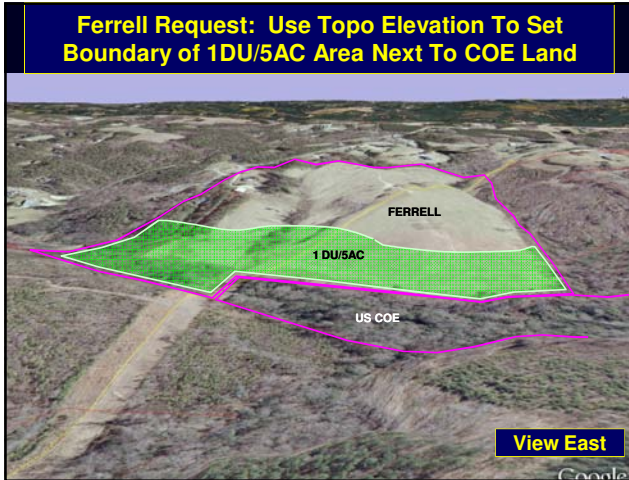 Ferrell Request:  Use Topo Elevation To Set
Boundary of 1DU/5AC Area Next To COE Land
FERRELL
1 DU/5AC
US COE
View East
Google